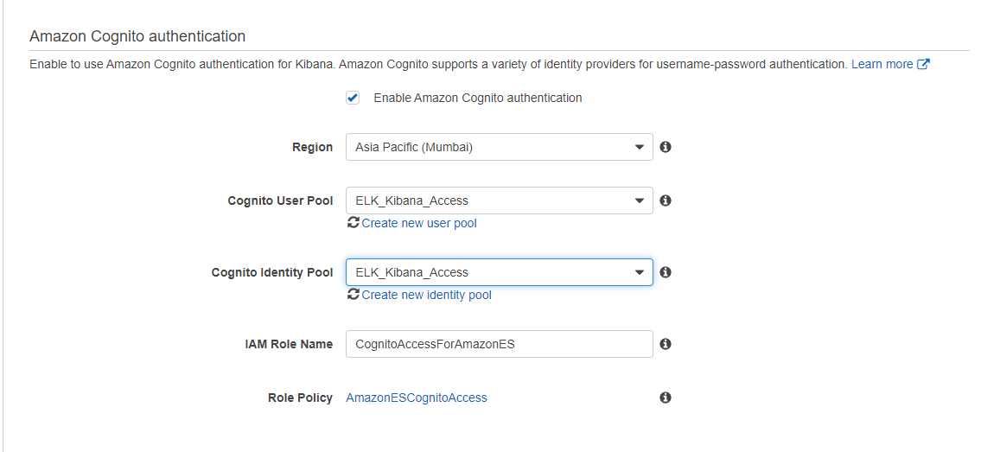 Amazon Cognito authentication
Enable to use Amazon Cognito authentication for Kibana. Amazon Cognito supports a variety of identity providers for username-password authentication. Learn more
Enable Amazon Cognito authentication
Region Asia Pacific (Mumbai)
Cognito User Pool ELK_Kibana_Access
Create new user pool
Cognito Identity Pool ELK_Kibana_Access
Create new identity pool
IAM Role Name CognitoAccessForAmazonES
Role Policy AmazonESCognitoAccess